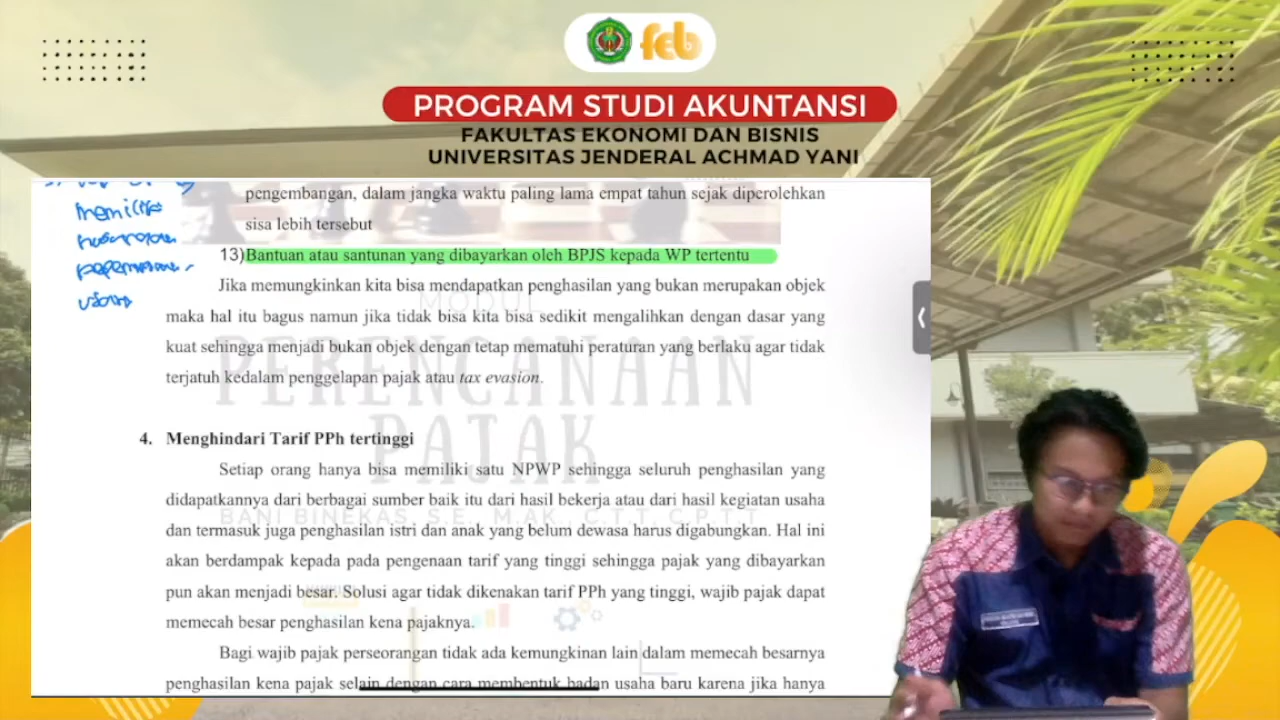 feb
PROGRAM STUDI AKUNTANSI
FAKULTAS EKONOMI DAN BISNIS
UNIVERSITAS JENDERAL ACHMAD YANI
pengembangan, dalam jangka waktu paling lama empat tahun sejak diperolehkan
sisa lebih tersebut
13)Bantuan atau santunan yang dibayarkan oleh BPJS kepada WP tertentu
Jika memungkinkan kita bisa mendapatkan penghasilan yang bukan merupakan objek
maka hal itu bagus namun jika tidak bisa kita bisa sedikit mengalihkan dengan dasar yang
kuat sehingga menjadi bukan objek dengan tetap mematuhi peraturan yang berlaku agar tidak
terjatuh kedalam penggelapan pajak atau tax evasion.
MODUL
PERENCANAAN
PAJAK
BANI BINEKAS S.E., M.AK., CTT, CPTT
4. Menghindari Tarif PPh tertinggi
Setiap orang hanya bisa memiliki satu NPWP sehingga seluruh penghasilan yang
didapatkannya dari berbagai sumber baik itu dari hasil bekerja atau dari hasil kegiatan usaha
dan termasuk juga penghasilan istri dan anak yang belum dewasa harus digabungkan. Hal ini
akan berdampak kepada pada pengenaan tarif yang tinggi sehingga pajak yang dibayarkan
pun akan menjadi besar. Solusi agar tidak dikenakan tarif PPh yang tinggi, wajib pajak dapat
memecah besar penghasilan kena pajaknya.
Bagi wajib pajak perseorangan tidak ada kemungkinan lain dalam memecah besarnya
penghasilan kena pajak selain dengan cara membentuk badan usaha baru karena jika hanya